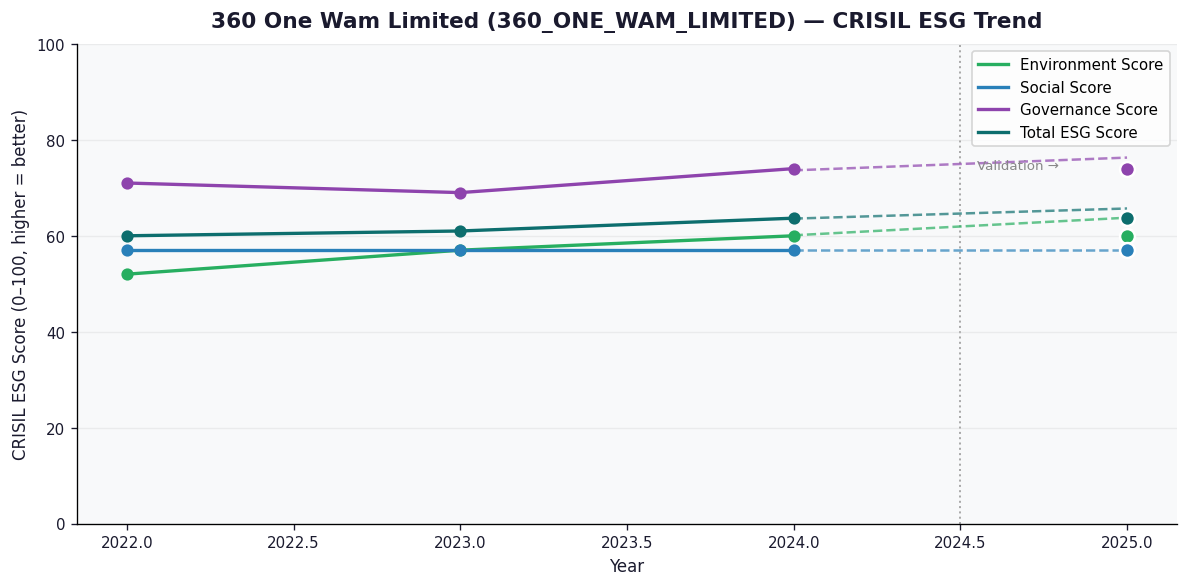 360 One Wam Limited (360_ONE_WAM_LIMITED) — CRISIL ESG Trend
CRISIL ESG Score (0–100, higher = better)
100
80
60
40
20
0
Environment Score
Social Score
Governance Score
Total ESG Score
Validation →
2022.0 2022.5 2023.0 2023.5 2024.0 2024.5 2025.0
Year